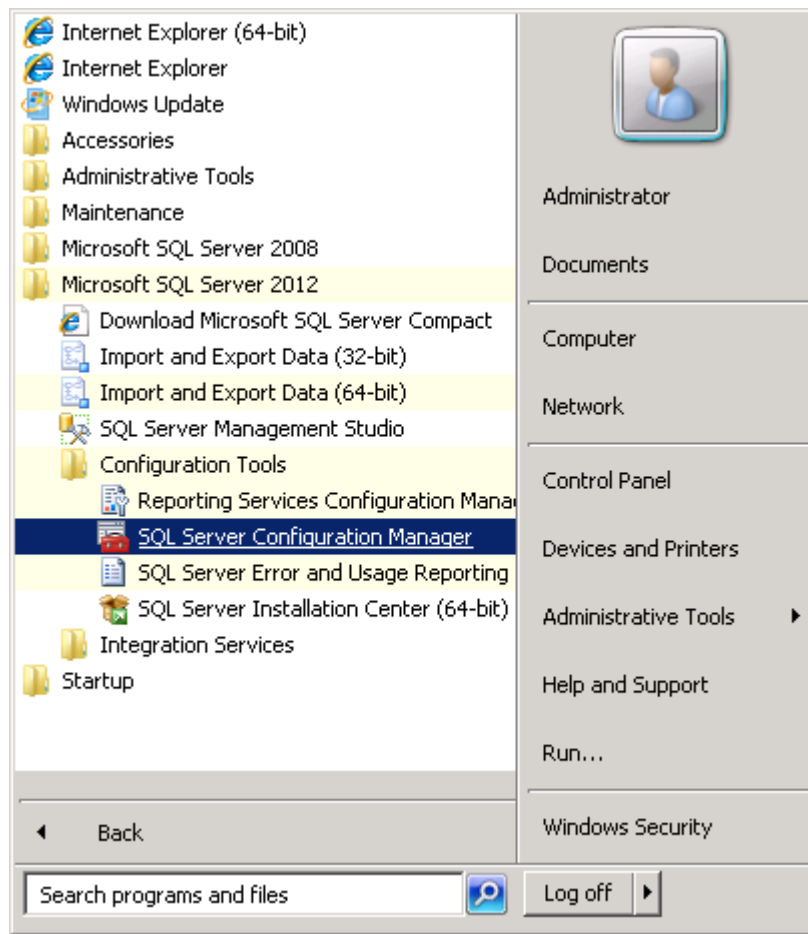 Internet Explorer (64-bit)
Internet Explorer
Windows Update
Accessories
Administrative Tools
Maintenance
Microsoft SQL Server 2008
Microsoft SQL Server 2012
Download Microsoft SQL Server Compact
Import and Export Data (32-bit)
Import and Export Data (64-bit)
SQL Server Management Studio
Configuration Tools
Reporting Services Configuration Mana
SQL Server Configuration Manager
SQL Server Error and Usage Reporting
SQL Server Installation Center (64-bit)
Integration Services
Startup
Back
Search programs and files
Administrator
Documents
Computer
Network
Control Panel
Devices and Printers
Administrative Tools
Help and Support
Run...
Windows Security
Log off